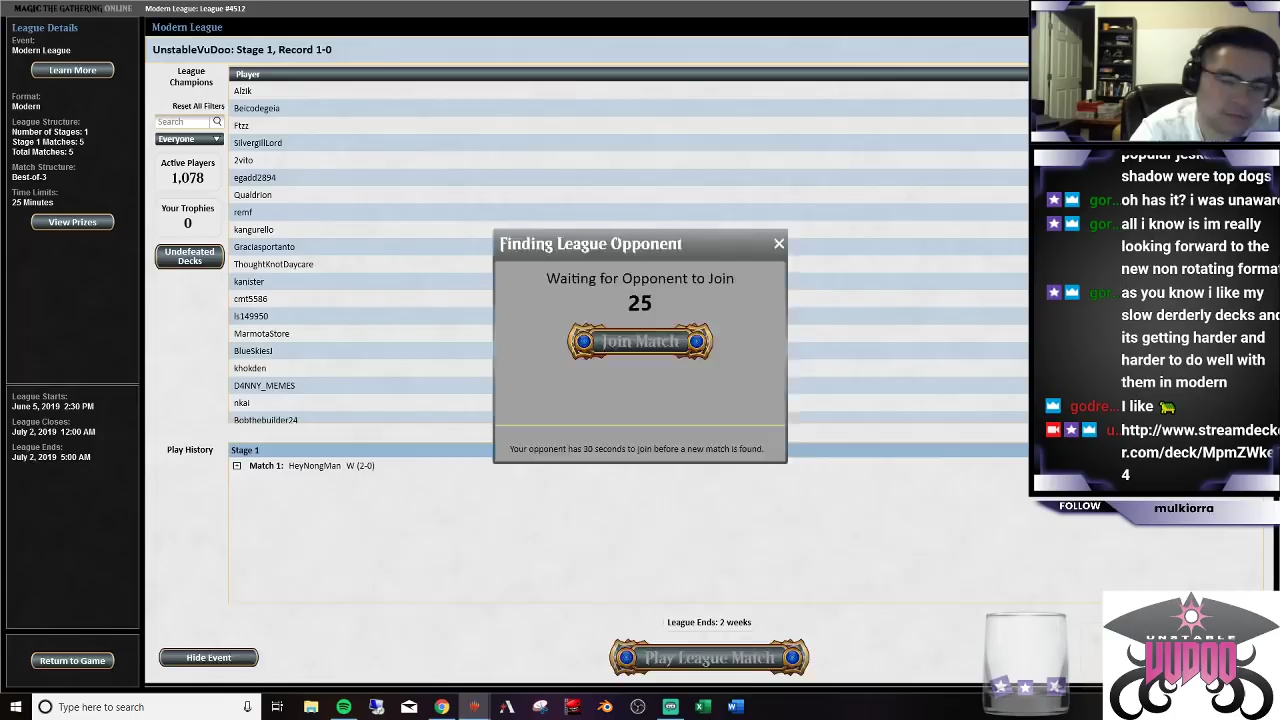 MAGIC THE GATHERING ONLINE
Modern League: League #4512
League Details
Event:
Modern League
Learn More
Format:
Modern
League Structure:
Number of Stages: 1
Stage 1 Matches: 5
Total Matches: 5
Match Structure:
Best-of-3
Time Limits:
25 Minutes
View Prizes
League Starts:
June 5, 2019 2:30 PM
League Closes:
July 2, 2019 12:00 AM
League Ends:
July 2, 2019 5:00 AM
Return to Game
Modern League
UnstableVuDoo: Stage 1, Record 1-0
League
Champions
Reset All Filters
Search
Everyone
Active Players
1,078
Your Trophies
0
Undefeated
Decks
Player
Alzik
Beicodegeia
Ftzz
SilvergillLord
2vito
egadd2894
Qualdrion
remf
kangurello
Graciasportanto
ThoughtKnotDaycare
kanister
cmt5586
ls149950
MarmotaStore
BlueSkiesJ
khokden
D4NNY_MEMES
nkai
Bobthebuilder24
Finding League Opponent
Waiting for Opponent to Join
25
Join Match
Your opponent has 30 seconds to join before a new match is found.
Play History
Stage 1
Match 1: HeyNongMan W (2-0)
Hide Event
League Ends: 2 weeks
Play League Match
popular jesk
shadow were top dogs
gor.. oh has it? i was unaware
gor.. all i know is im really
looking forward to the
new non rotating format
gor.. as you know i like my
slow derderly decks and
its getting harder and
harder to do well with
them in modern
godre... I like
u. http://www.streamdecke
r.com/deck/MpmZWke
4
FOLLOW
mulkiorra
UNSTABLE
VUDOO
Type here to search